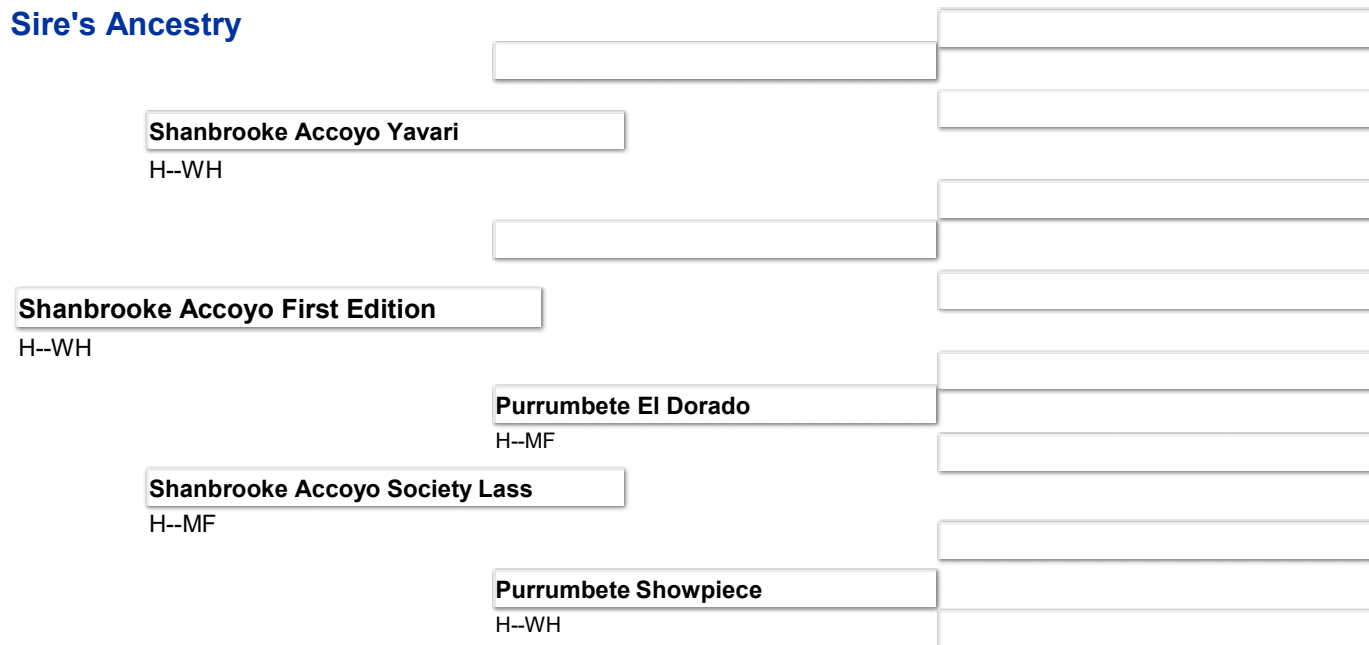 Sire's Ancestry
Shanbrooke Accoyo Yavari
H--WH
Shanbrooke Accoyo First Edition
H--WH
Purrumbete El Dorado
H--MF
Shanbrooke Accoyo Society Lass
H--MF
Purrumbete Showpiece
H--WH